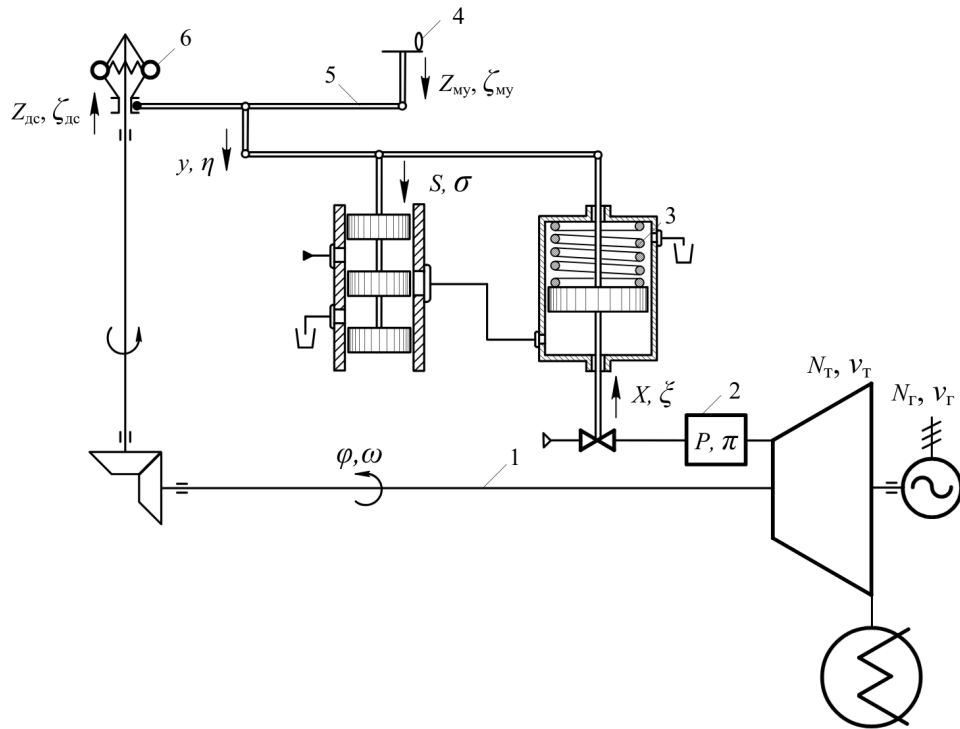 4
6
5
Z_му, ζ_му
Z_дс, ζ_дс
y, η
S, σ
3
N_т, ν_т
N_Г, ν_г
X, ξ
2
P, π
φ, ω
1